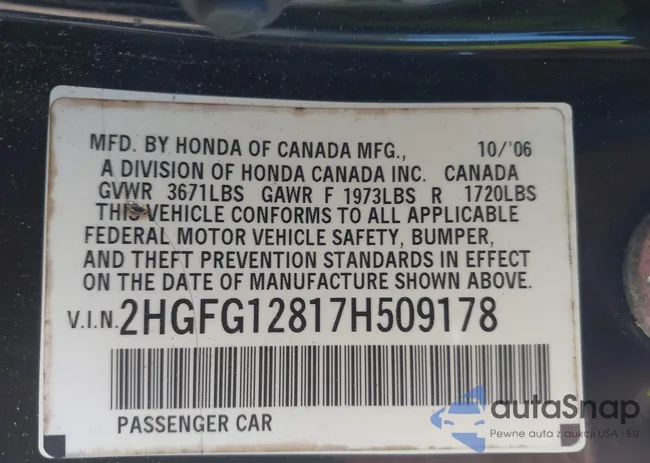 MFD. BY HONDA OF CANADA MFG., 10/'06
A DIVISION OF HONDA CANADA INC. CANADA
GVWR 3671LBS GAWR F 1973LBS R 1720LBS
THIS VEHICLE CONFORMS TO ALL APPLICABLE
FEDERAL MOTOR VEHICLE SAFETY, BUMPER,
AND THEFT PREVENTION STANDARDS IN EFFECT
ON THE DATE OF MANUFACTURE SHOWN ABOVE.
V.I.N. 2HGFG12817H509178
PASSENGER CAR
autaSnap
Pewne auta z aukcji USA i EU